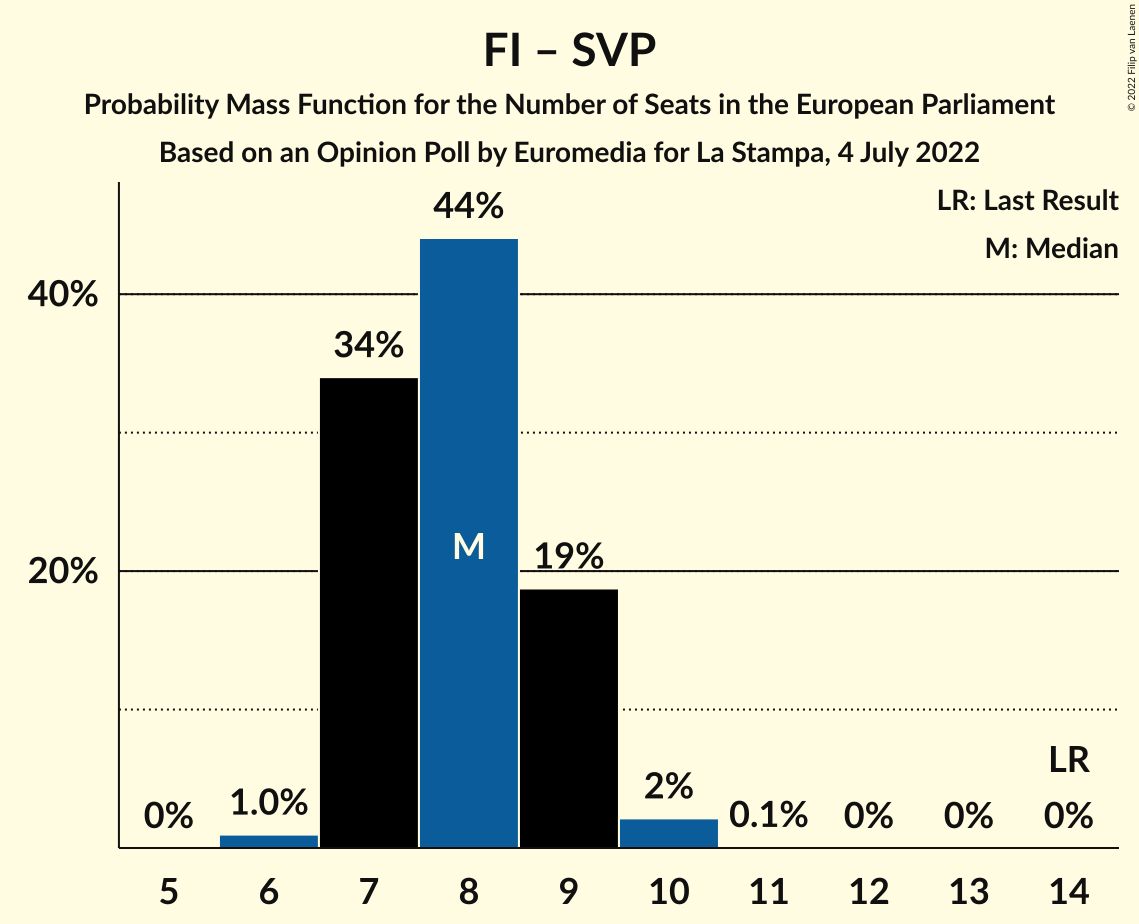 FI – SVP
Probability Mass Function for the Number of Seats in the European Parliament
Based on an Opinion Poll by Euromedia for La Stampa, 4 July 2022
© 2022 Filip van Laenen
LR: Last Result
M: Median
40%
20%
0%
1.0%
34%
44%
M
19%
2%
0.1%
0%
0%
LR
0%
5 6 7 8 9 10 11 12 13 14